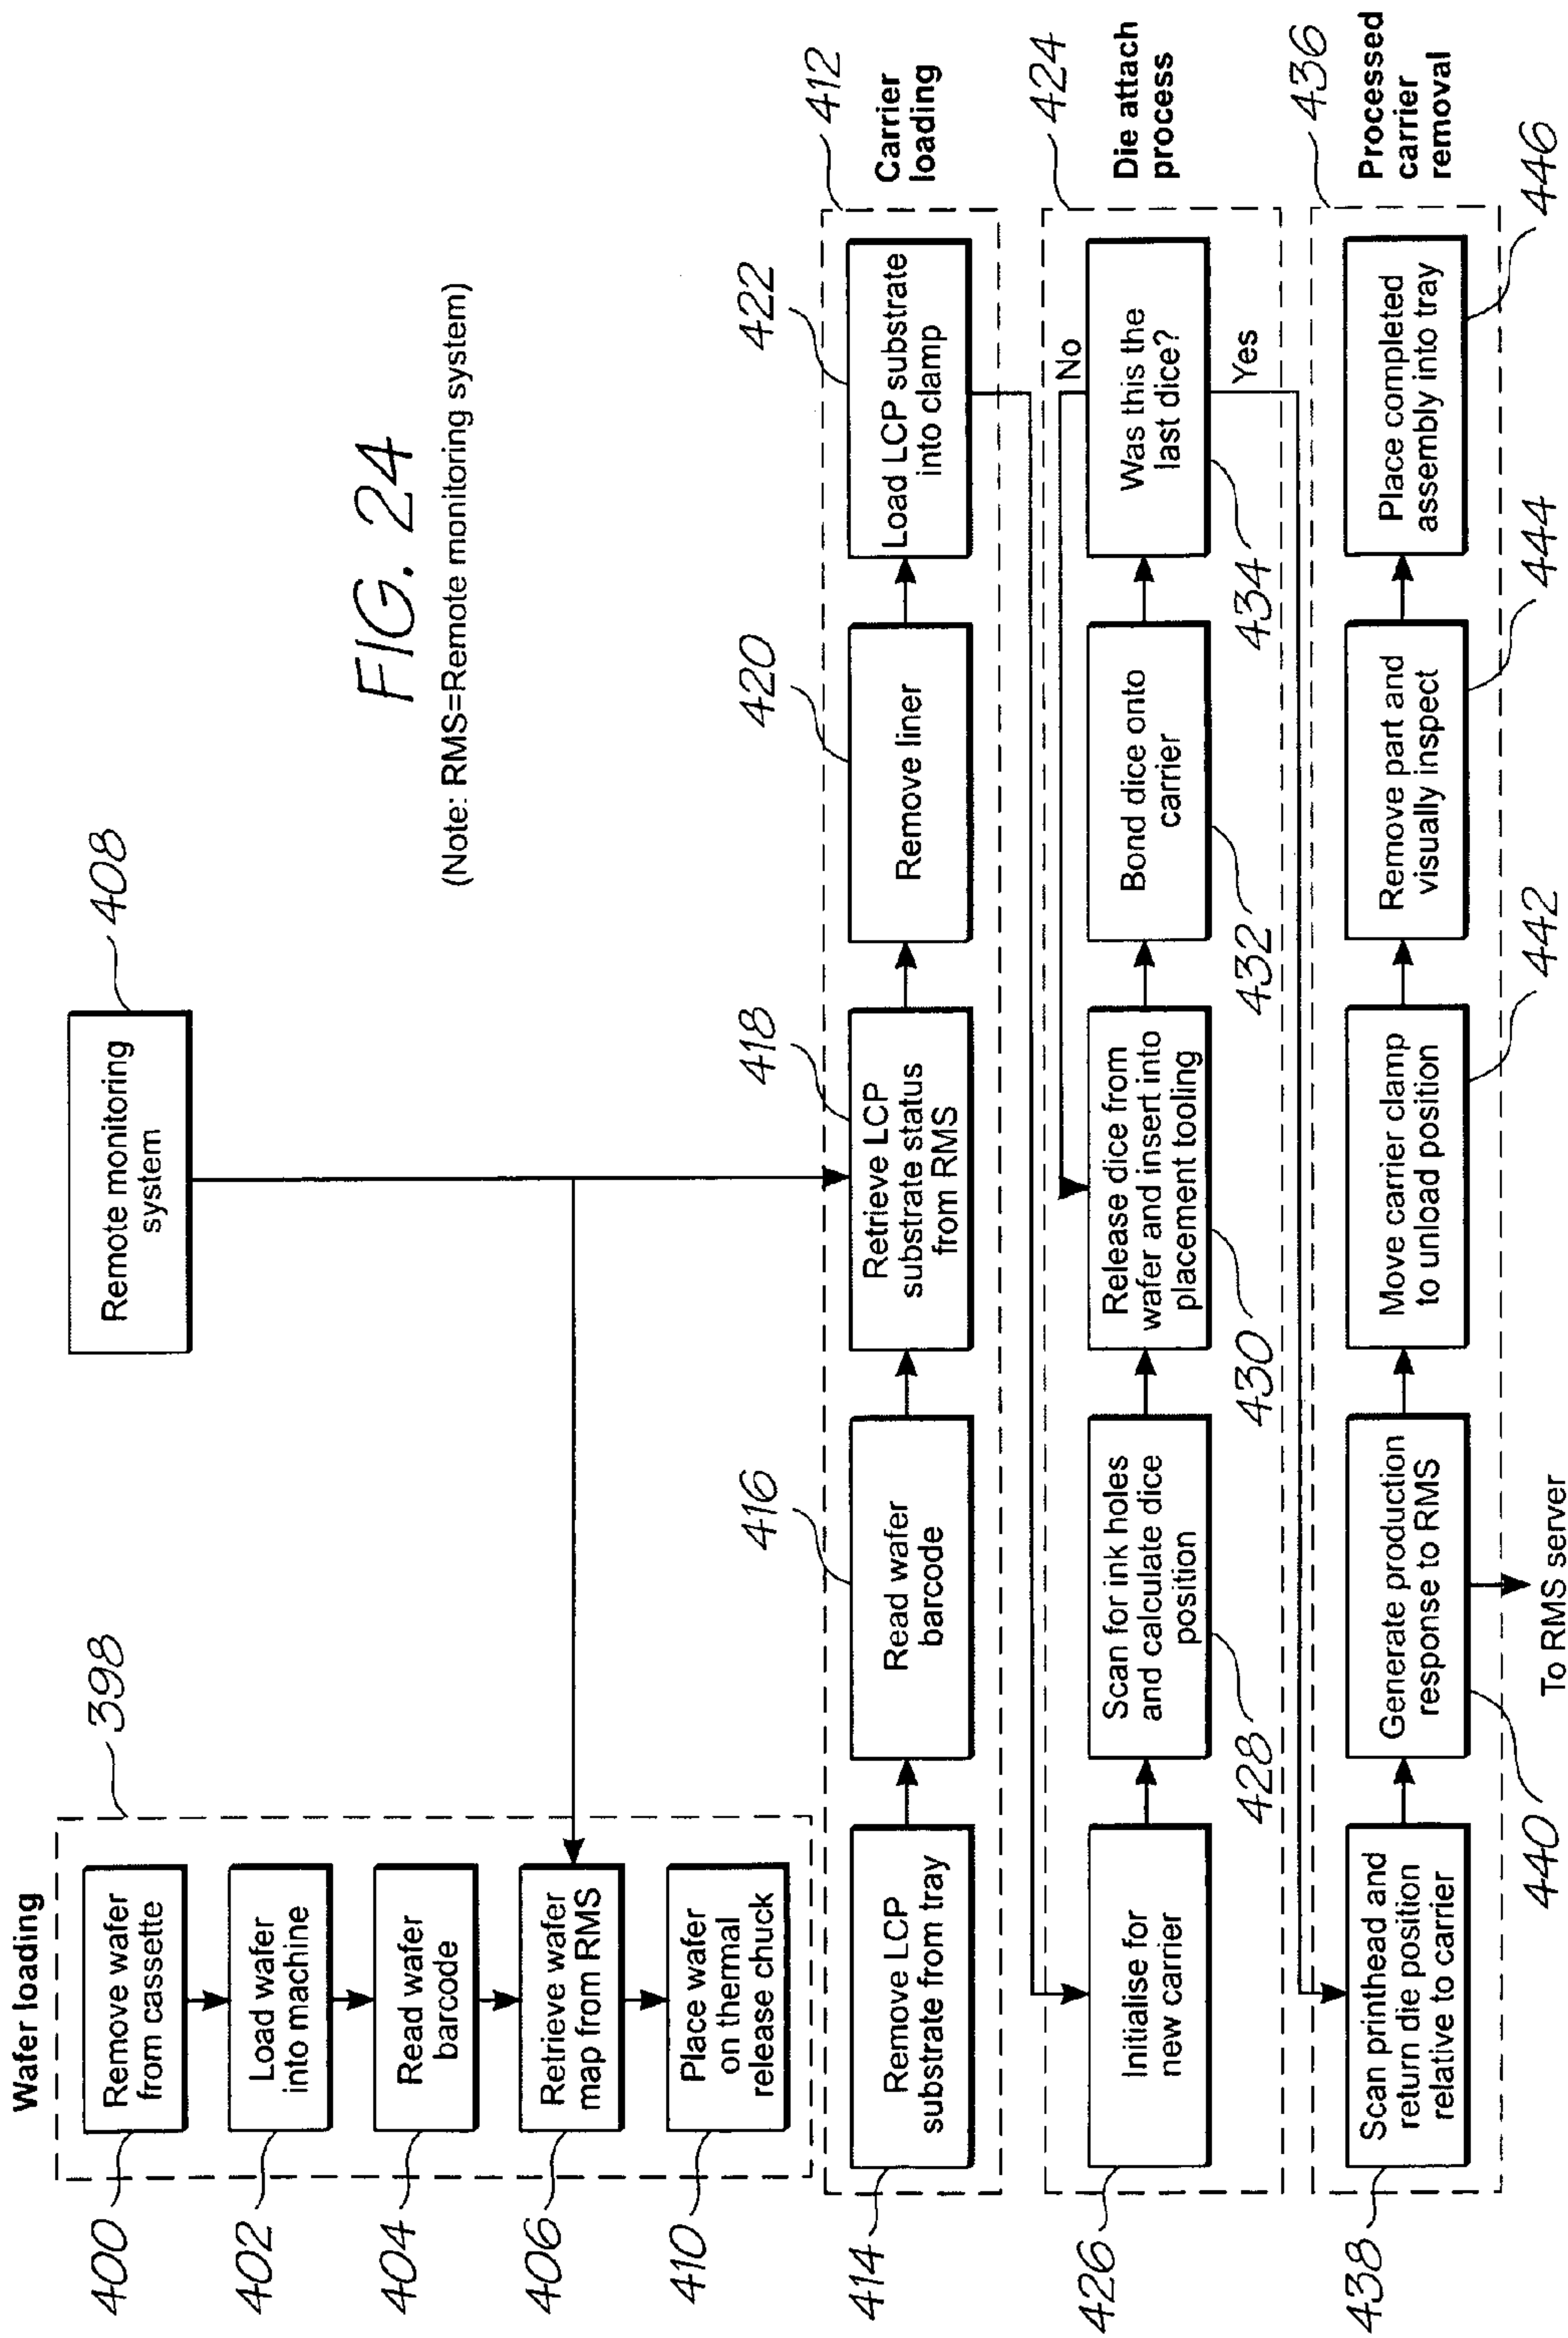 FIG. 24
(Note: RMS=Remote monitoring system)
408
Remote monitoring
system
Wafer loading
398
400
Remove wafer
from cassette
402
Load wafer
into machine
404
Read wafer
barcode
406
Retrieve wafer
map from RMS
410
Place wafer
on thermal
release chuck
412
Carrier
loading
414
Remove LCP
substrate from tray
416
Read wafer
barcode
418
Retrieve LCP
substrate status
from RMS
420
Remove liner
422
Load LCP substrate
into clamp
424
Die attach
process
426
Initialise for
new carrier
428
Scan for ink holes
and calculate dice
position
430
Release dice from
wafer and insert into
placement tooling
432
Bond dice onto
carrier
434
Was this the
last dice?
No
Yes
436
Processed
carrier
removal
438
Scan printhead and
return die position
relative to carrier
440
Generate production
response to RMS
To RMS server
442
Move carrier clamp
to unload position
444
Remove part and
visually inspect
446
Place completed
assembly into tray